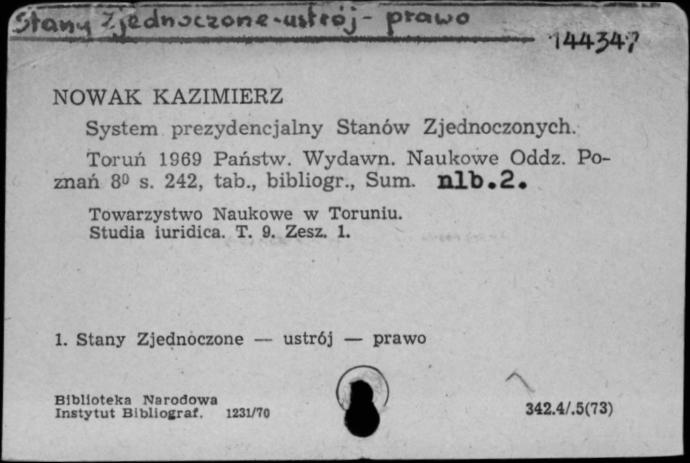 Stany Zjednoczone - ustrój - prawo
144347
NOWAK KAZIMIERZ
System prezydencjalny Stanów Zjednoczonych.
Toruń 1969 Państw. Wydawn. Naukowe Oddz. Po-
znań 8⁰ s. 242, tab., bibliogr., Sum. nlb.2.
Towarzystwo Naukowe w Toruniu.
Studia iuridica. T. 9. Zesz. 1.
1. Stany Zjednoczone — ustrój — prawo
Biblioteka Narodowa
Instytut Bibliograf. 1231/70
342.4/.5(73)